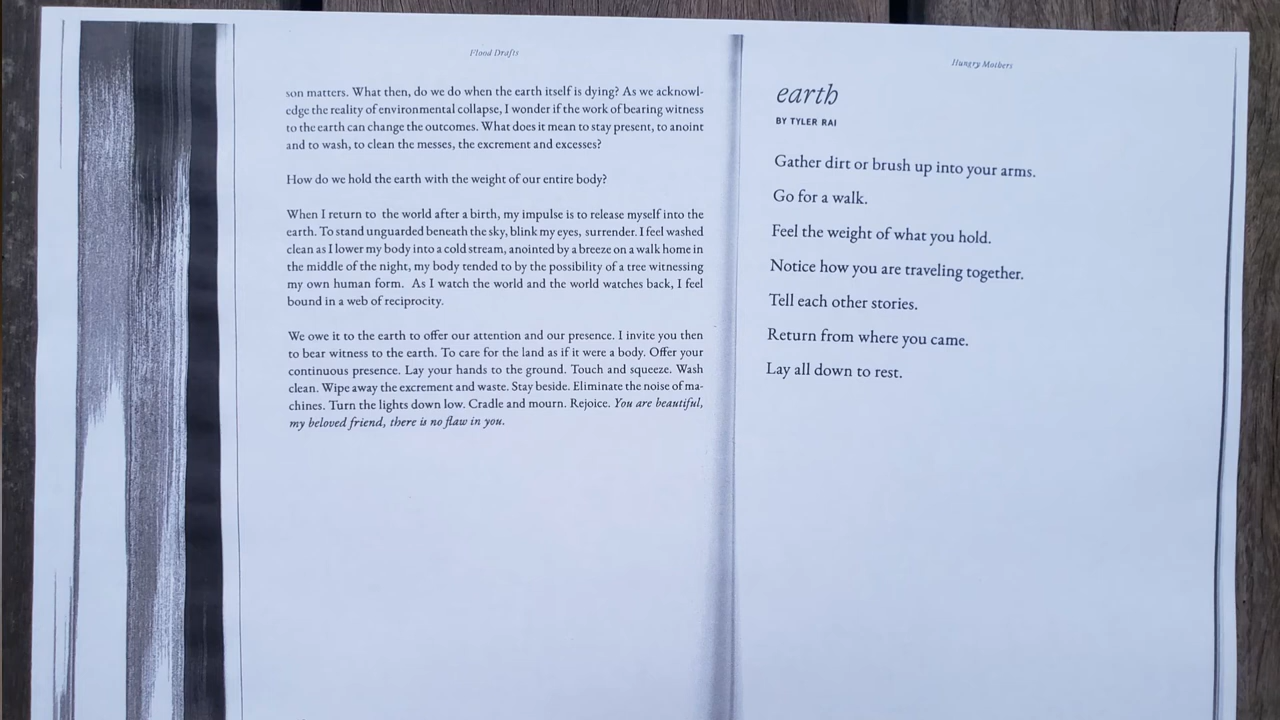 Flood Drafts
son matters. What then, do we do when the earth itself is dying? As we acknowl-
edge the reality of environmental collapse, I wonder if the work of bearing witness
to the earth can change the outcomes. What does it mean to stay present, to anoint
and to wash, to clean the messes, the excrement and excesses?
How do we hold the earth with the weight of our entire body?
When I return to the world after a birth, my impulse is to release myself into the
earth. To stand unguarded beneath the sky, blink my eyes, surrender. I feel washed
clean as I lower my body into a cold stream, anointed by a breeze on a walk home in
the middle of the night, my body tended to by the possibility of a tree witnessing
my own human form. As I watch the world and the world watches back, I feel
bound in a web of reciprocity.
We owe it to the earth to offer our attention and our presence. I invite you then
to bear witness to the earth. To care for the land as if it were a body. Offer your
continuous presence. Lay your hands to the ground. Touch and squeeze. Wash
clean. Wipe away the excrement and waste. Stay beside. Eliminate the noise of ma-
chines. Turn the lights down low. Cradle and mourn. Rejoice. You are beautiful,
my beloved friend, there is no flaw in you.
Hungry Mothers
earth
BY TYLER RAI
Gather dirt or brush up into your arms.
Go for a walk.
Feel the weight of what you hold.
Notice how you are traveling together.
Tell each other stories.
Return from where you came.
Lay all down to rest.